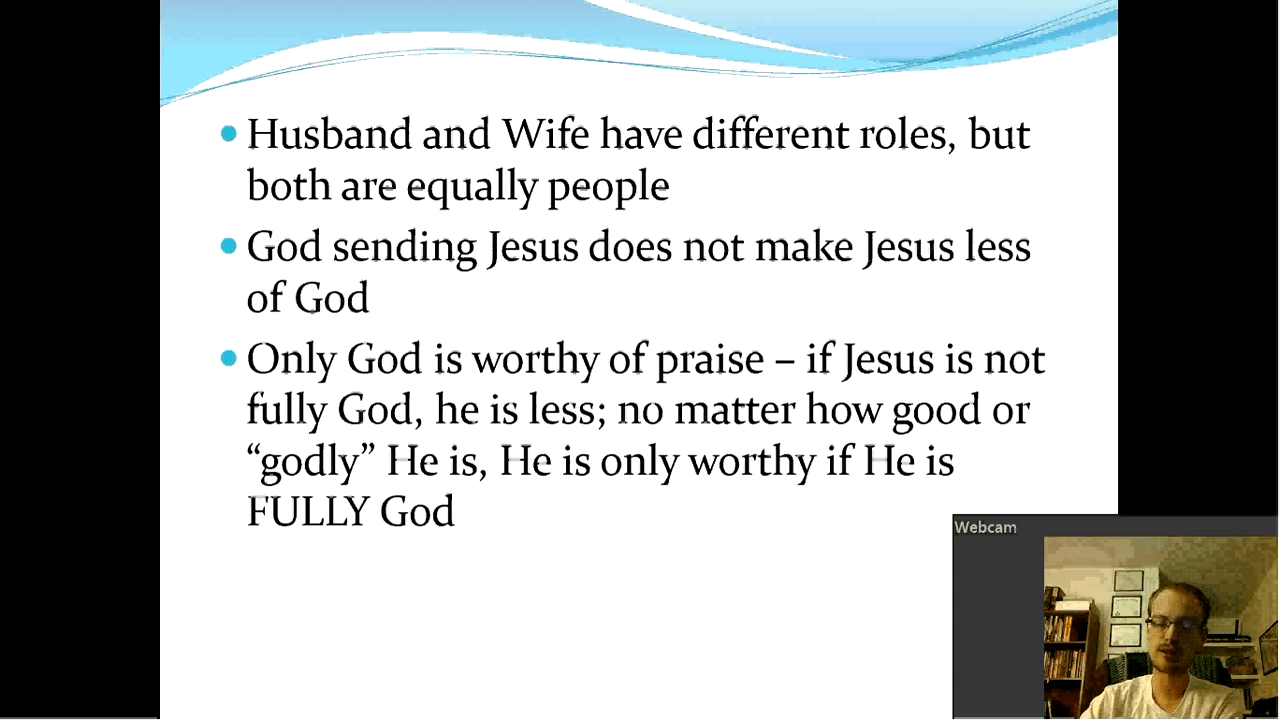 Husband and Wife have different roles, but
both are equally people
God sending Jesus does not make Jesus less
of God
Only God is worthy of praise – if Jesus is not
fully God, he is less; no matter how good or
“godly” He is, He is only worthy if He is
FULLY God
Webcam